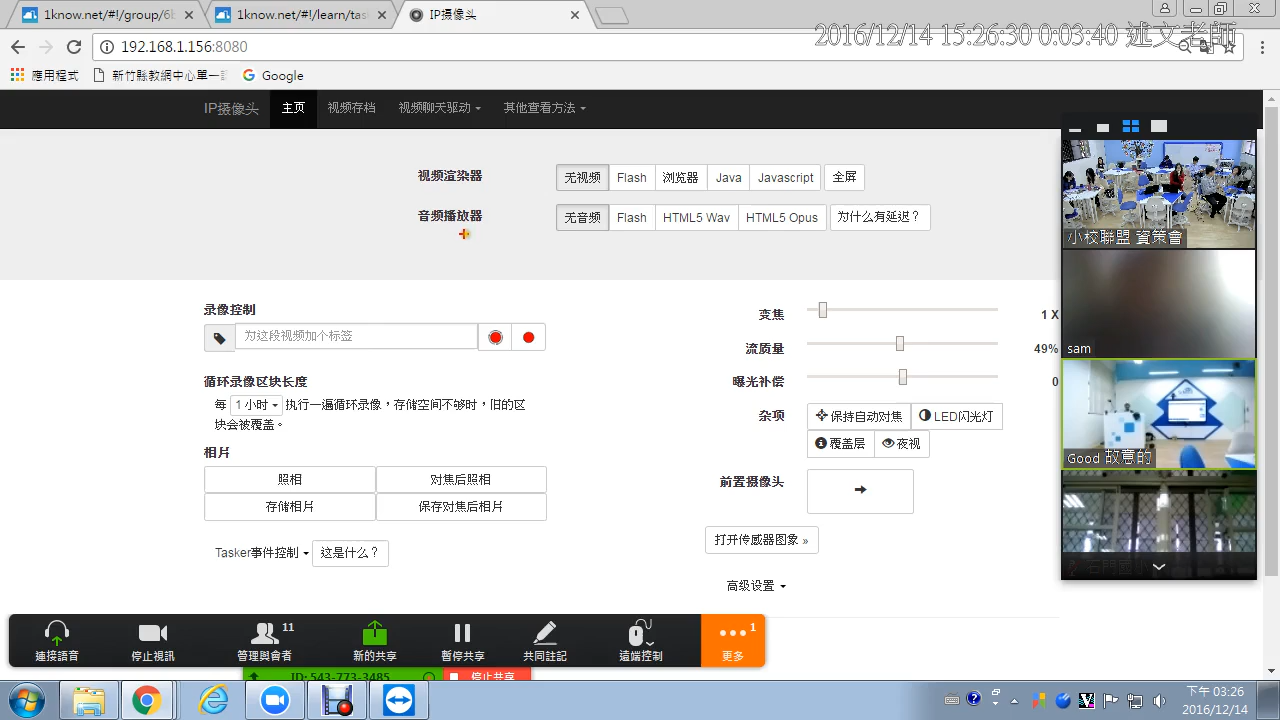 1know.net/#!/group/6b
1know.net/#!/learn/tas
IP摄像头
192.168.1.156:8080
2016/12/14 15:26:30 0:03:40 述文老師
應用程式
新竹縣教網中心單一
Google
IP摄像头
主页
视频存档
视频聊天驱动
其他查看方法
视频渲染器
无视频
Flash
浏览器
Java
Javascript
全屏
音频播放器
无音频
Flash
HTML5 Wav
HTML5 Opus
为什么有延迟？
小校聯盟 資策會
sam
Good 故意的
录像控制
为这段视频加个标签
循环录像区块长度
每 1 小时 执行一遍循环录像，存储空间不够时，旧的区
块会被覆盖。
相片
照相
对焦后照相
存储相片
保存对焦后相片
Tasker事件控制
这是什么？
变焦
1 X
流质量
49%
曝光补偿
0
杂项
保持自动对焦
LED闪光灯
覆盖层
夜视
前置摄像头
打开传感器图象 »
高级设置
連接語音
停止視訊
11
管理與會者
新的共享
暫停共享
共同註記
遠端控制
1
更多
ID: 543-773-3485
停止共享
下午 03:26
2016/12/14